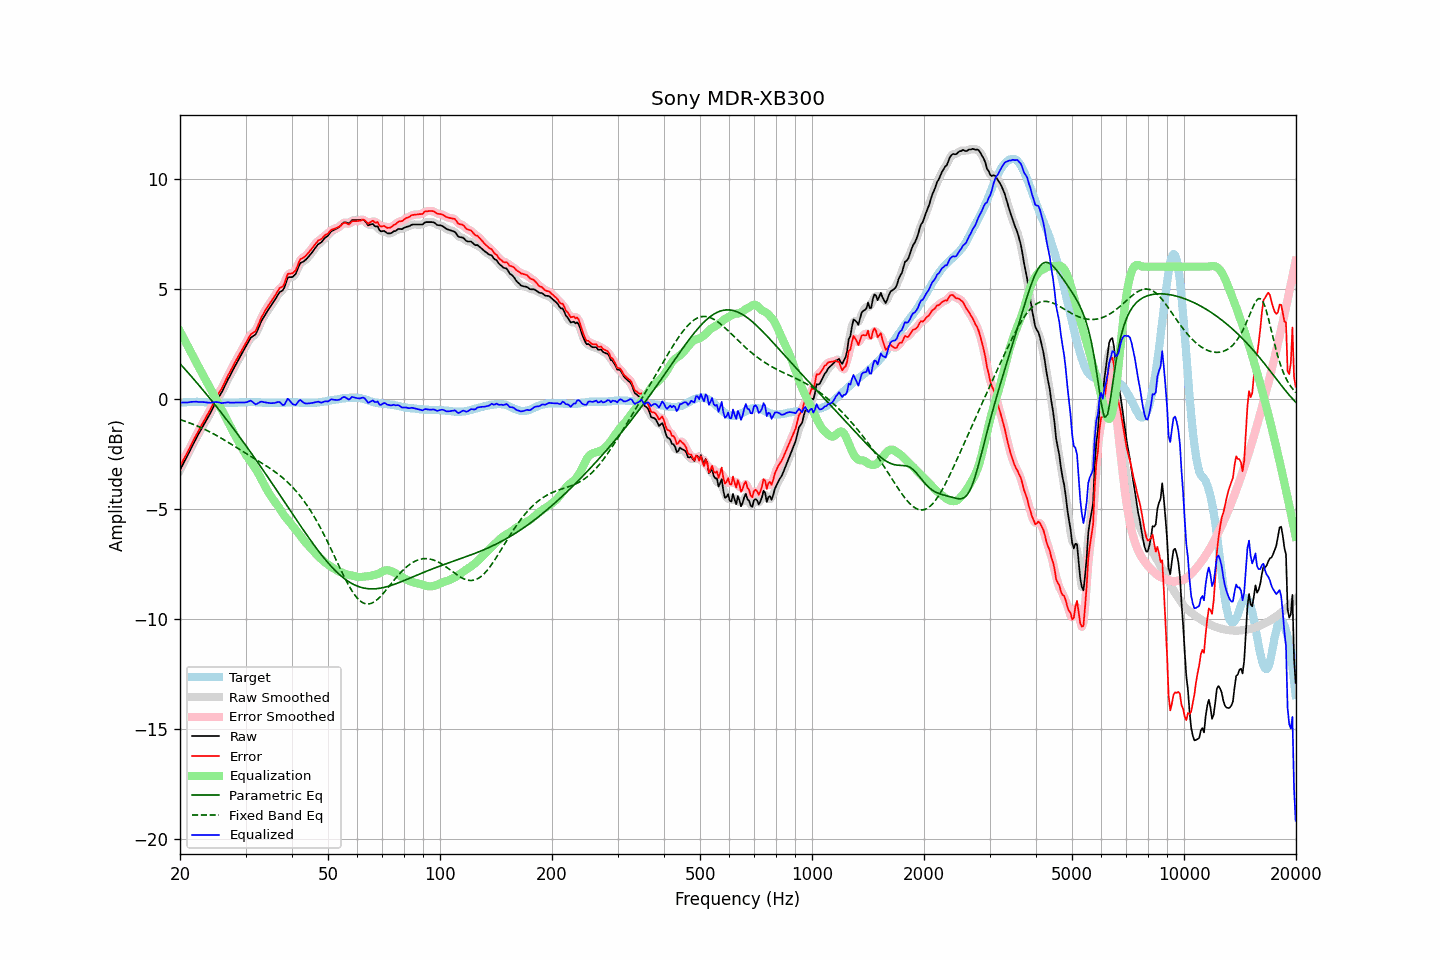 Sony MDR-XB300
Amplitude (dBr)
10
5
0
−5
−10
−15
−20
Target
Raw Smoothed
Error Smoothed
Raw
Error
Equalization
Parametric Eq
Fixed Band Eq
Equalized
20 50 100 200 500 1000 2000 5000 10000 20000
Frequency (Hz)